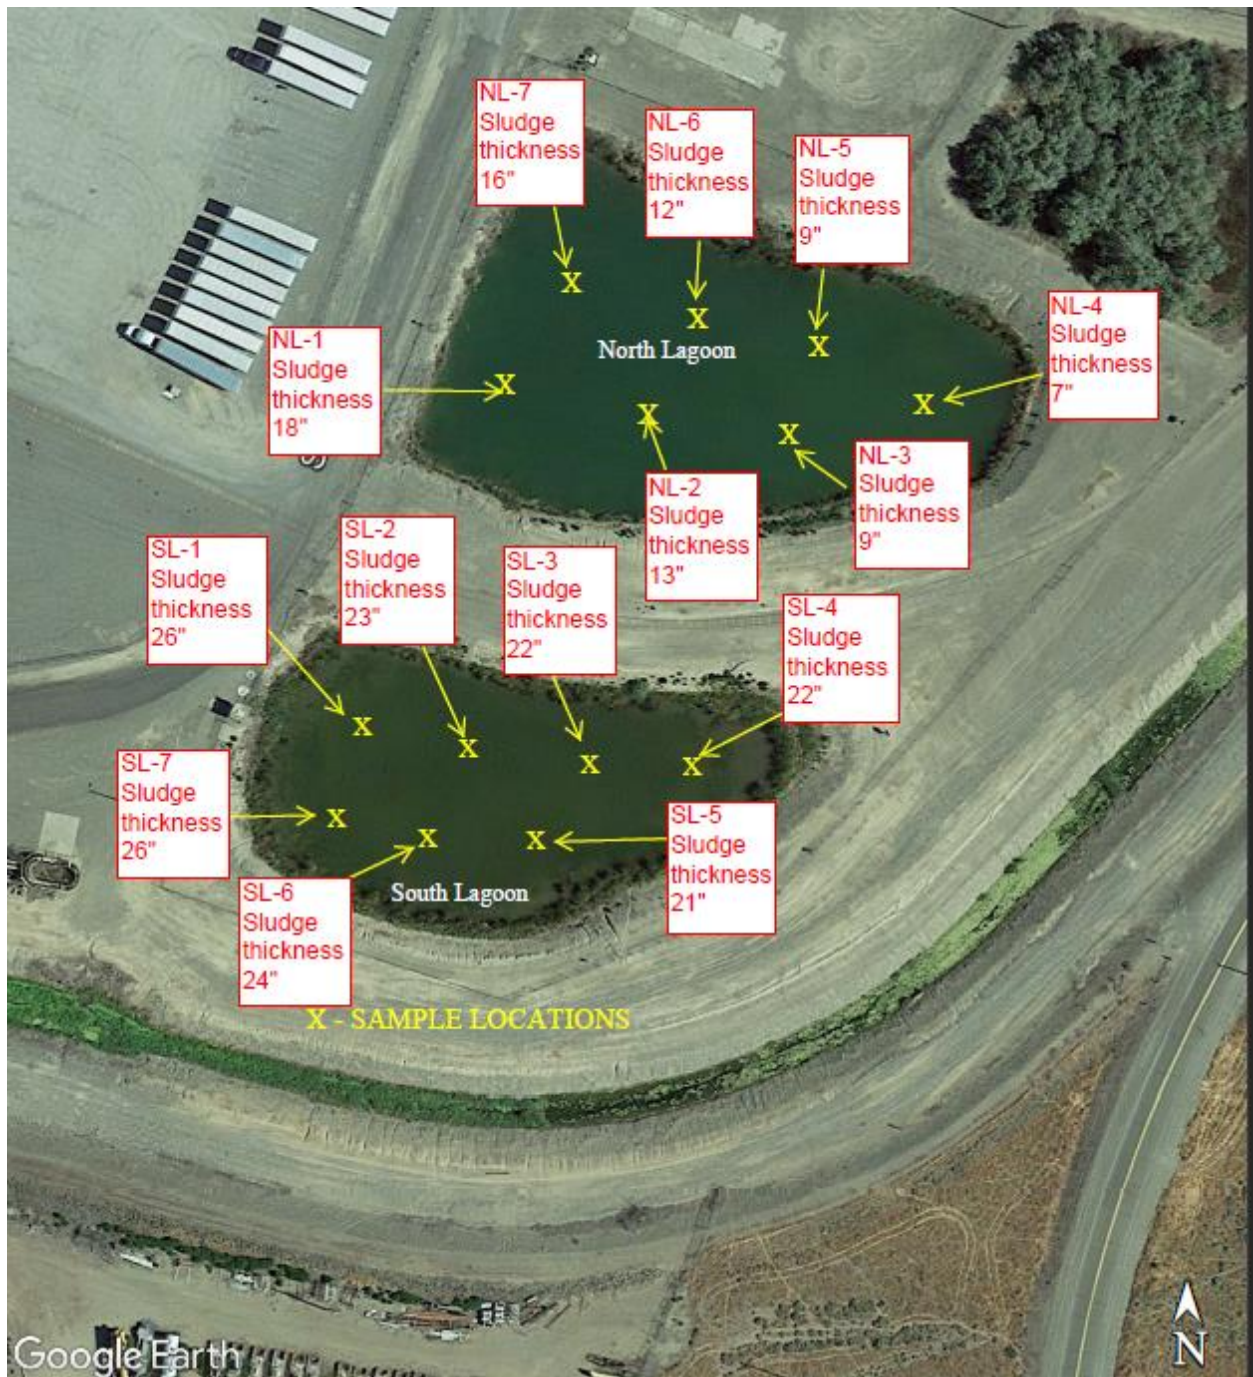 NL-7
Sludge
thickness
16"
NL-6
Sludge
thickness
12"
NL-5
Sludge
thickness
9"
NL-4
Sludge
thickness
7"
NL-1
Sludge
thickness
18"
X
X
X
X
X
X
X
North Lagoon
NL-3
Sludge
thickness
9"
NL-2
Sludge
thickness
13"
SL-2
Sludge
thickness
23"
SL-1
Sludge
thickness
26"
SL-3
Sludge
thickness
22"
SL-4
Sludge
thickness
22"
X
X
X
X
X
X
X
SL-7
Sludge
thickness
26"
SL-5
Sludge
thickness
21"
SL-6
Sludge
thickness
24"
South Lagoon
X - SAMPLE LOCATIONS
Google Earth
N